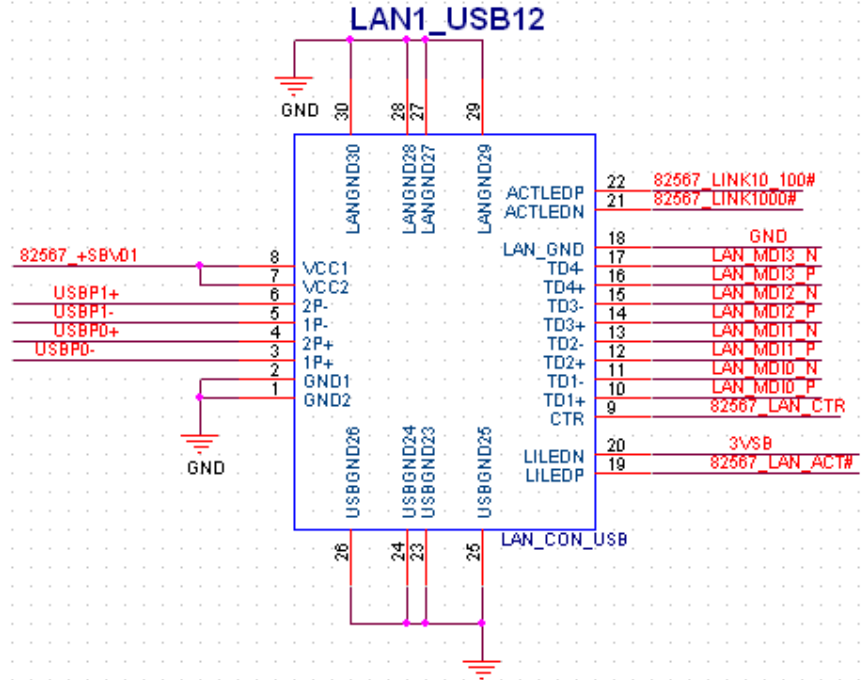 LAN1_USB12
GND
30
28
27
29
LANGND30
LANGND28
LANGND27
LANGND29
ACTLEDP 22 82567_LINK10_100#
ACTLEDN 21 82567_LINK1000#
LAN_GND 18 GND
TD4- 17 LAN_MDI3_N
TD4+ 16 LAN_MDI3_P
TD3- 15 LAN_MDI2_N
TD3+ 14 LAN_MDI2_P
TD2- 13 LAN_MDI1_N
TD2+ 12 LAN_MDI1_P
TD1- 11 LAN_MDI0_N
TD1+ 10 LAN_MDI0_P
CTR 9 82567_LAN_CTR
LILEDN 20 3VSB
LILEDP 19 82567_LAN_ACT#
82567_+SBV01 8 VCC1
7 VCC2
USBP1+ 6 2P-
USBP1- 5 1P-
USBP0+ 4 2P+
USBP0- 3 1P+
2 GND1
1 GND2
GND
USBGND26
USBGND24
USBGND23
USBGND25
26
24
23
25
LAN_CON_USB